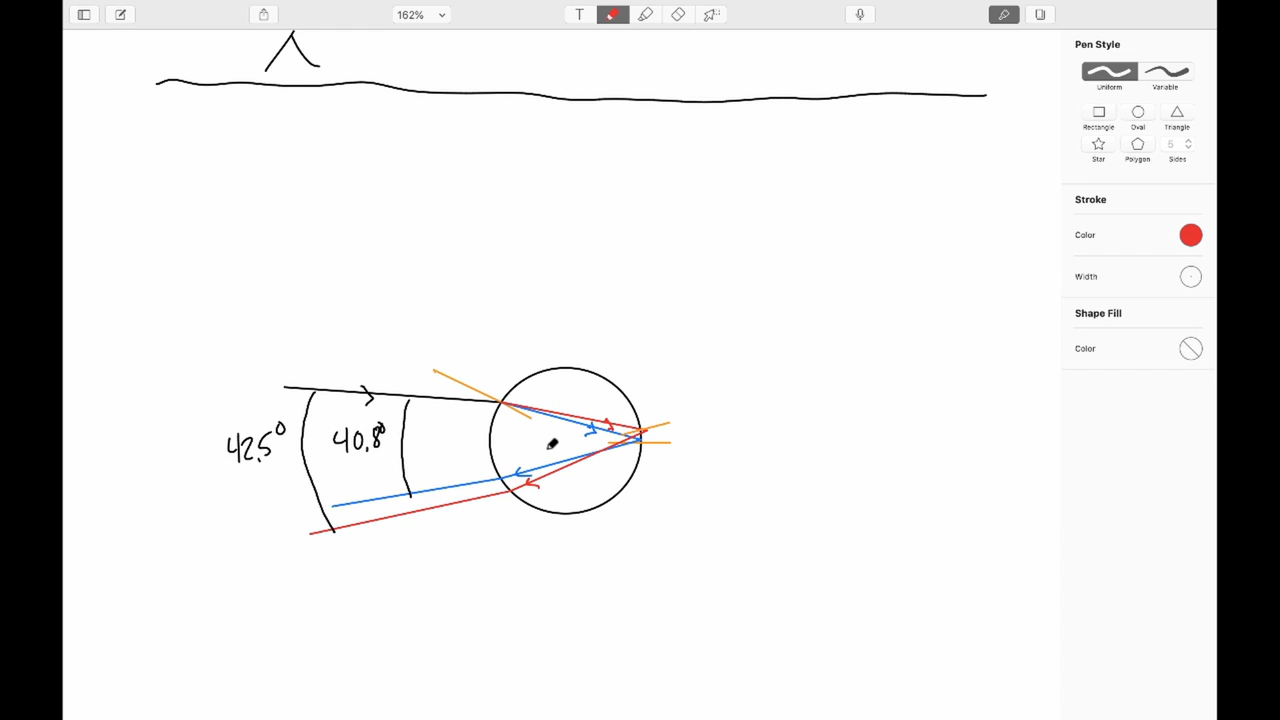 162%
T
Pen Style
Uniform Variable
Rectangle Oval Triangle
5
Star Polygon Sides
Stroke
Color
Width
Shape Fill
Color
42.5°
40.8°